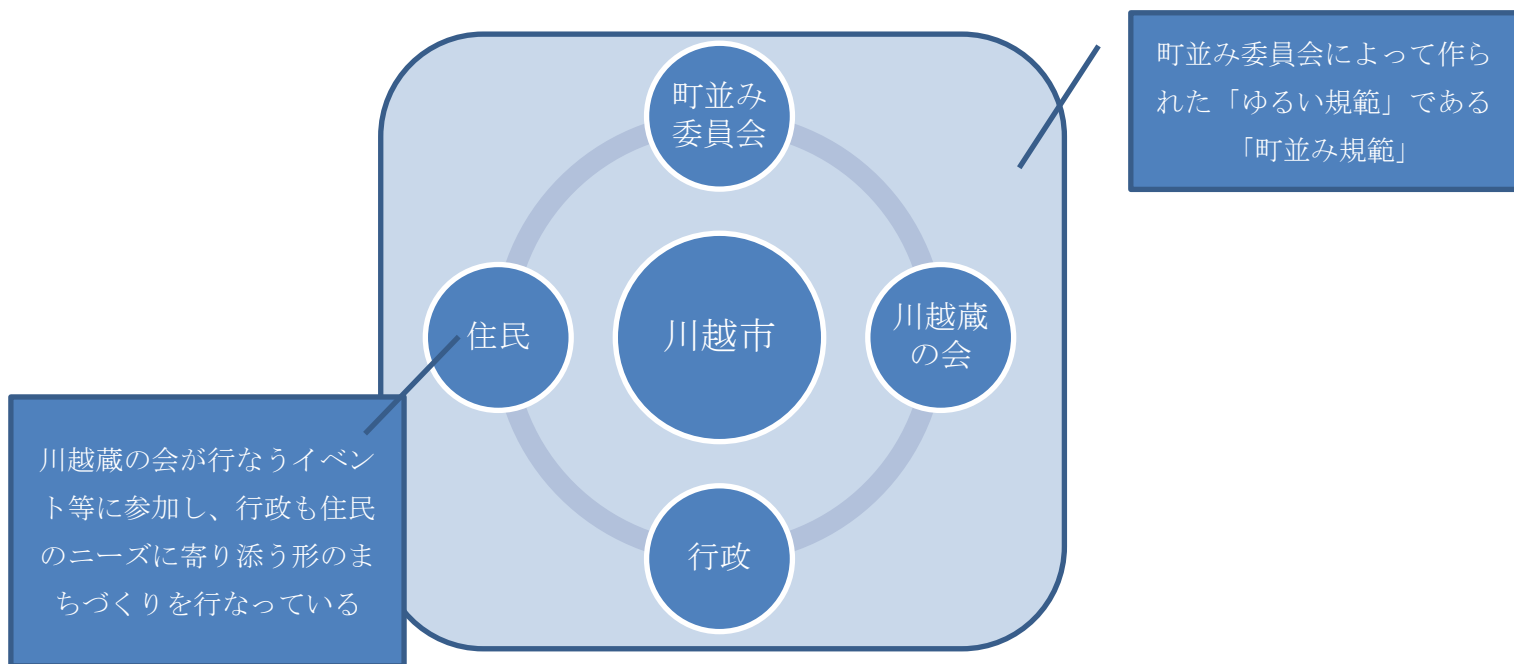 町並み
委員会
町並み委員会によって作ら
れた「ゆるい規範」である
「町並み規範」
住民
川越市
川越蔵
の会
川越蔵の会が行なうイベン
ト等に参加し、行政も住民
のニーズに寄り添う形のま
ちづくりを行なっている
行政